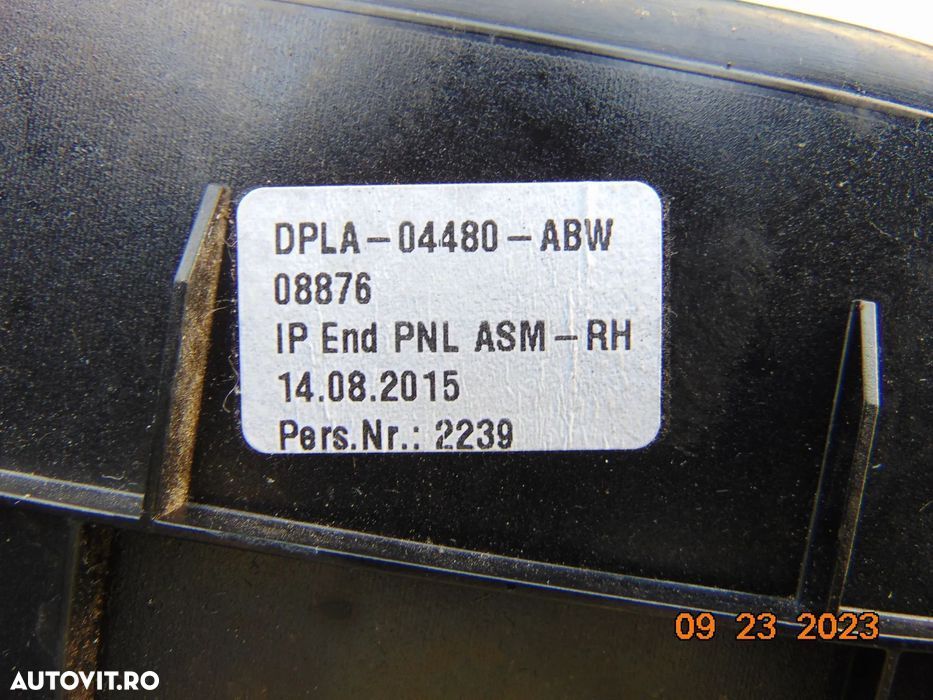 DPLA-04480-ABW
08876
IP End PNL ASM-RH
14.08.2015
Pers.Nr.: 2239
09 23 2023
AUTOVIT.RO